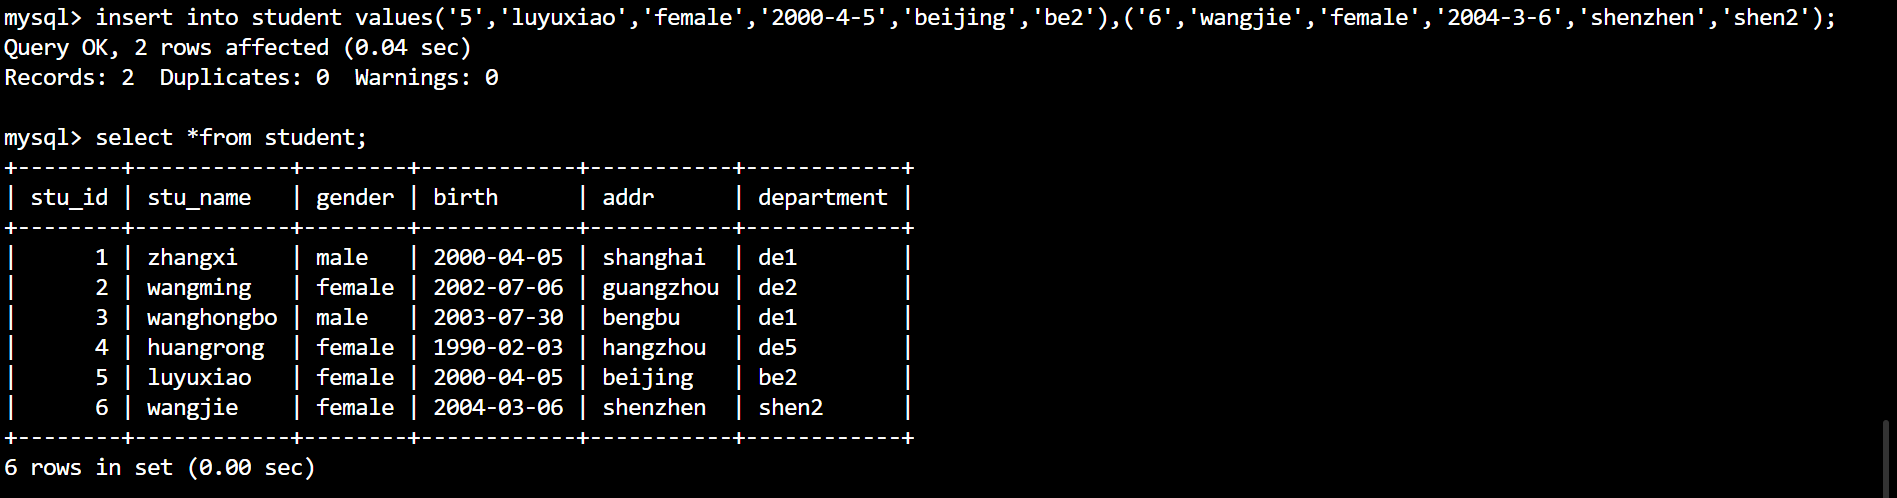 mysql> insert into student values('5','luyuxiao','female','2000-4-5','beijing','be2'),('6','wangjie','female','2004-3-6','shenzhen','shen2');
Query OK, 2 rows affected (0.04 sec)
Records: 2  Duplicates: 0  Warnings: 0

mysql> select *from student;
+--------+------------+--------+------------+-----------+------------+
| stu_id | stu_name   | gender | birth      | addr      | department |
+--------+------------+--------+------------+-----------+------------+
|      1 | zhangxi    | male   | 2000-04-05 | shanghai  | de1        |
|      2 | wangming   | female | 2002-07-06 | guangzhou | de2        |
|      3 | wanghongbo | male   | 2003-07-30 | bengbu    | de1        |
|      4 | huangrong  | female | 1990-02-03 | hangzhou  | de5        |
|      5 | luyuxiao   | female | 2000-04-05 | beijing   | be2        |
|      6 | wangjie    | female | 2004-03-06 | shenzhen  | shen2      |
+--------+------------+--------+------------+-----------+------------+
6 rows in set (0.00 sec)